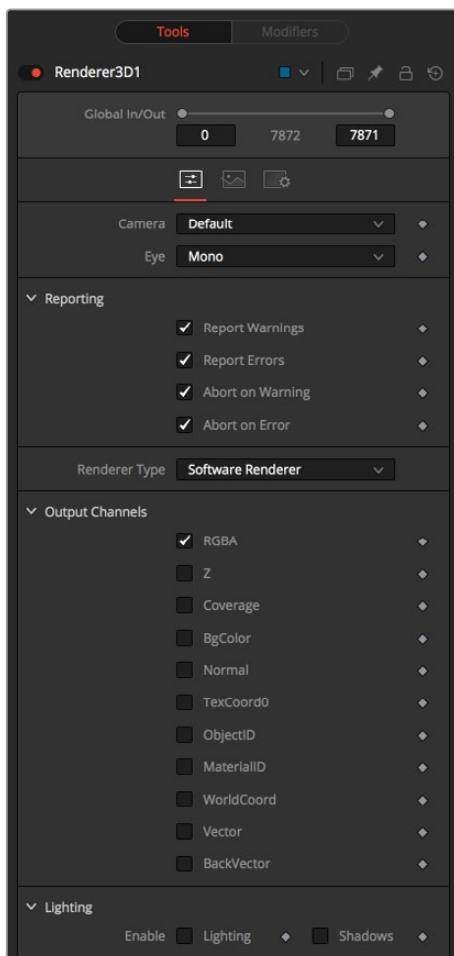 Tools Modifiers
Renderer3D1
Global In/Out
0 7872 7871
Camera Default
Eye Mono
Reporting
Report Warnings
Report Errors
Abort on Warning
Abort on Error
Renderer Type Software Renderer
Output Channels
RGBA
Z
Coverage
BgColor
Normal
TexCoord0
ObjectID
MaterialID
WorldCoord
Vector
BackVector
Lighting
Enable Lighting Shadows